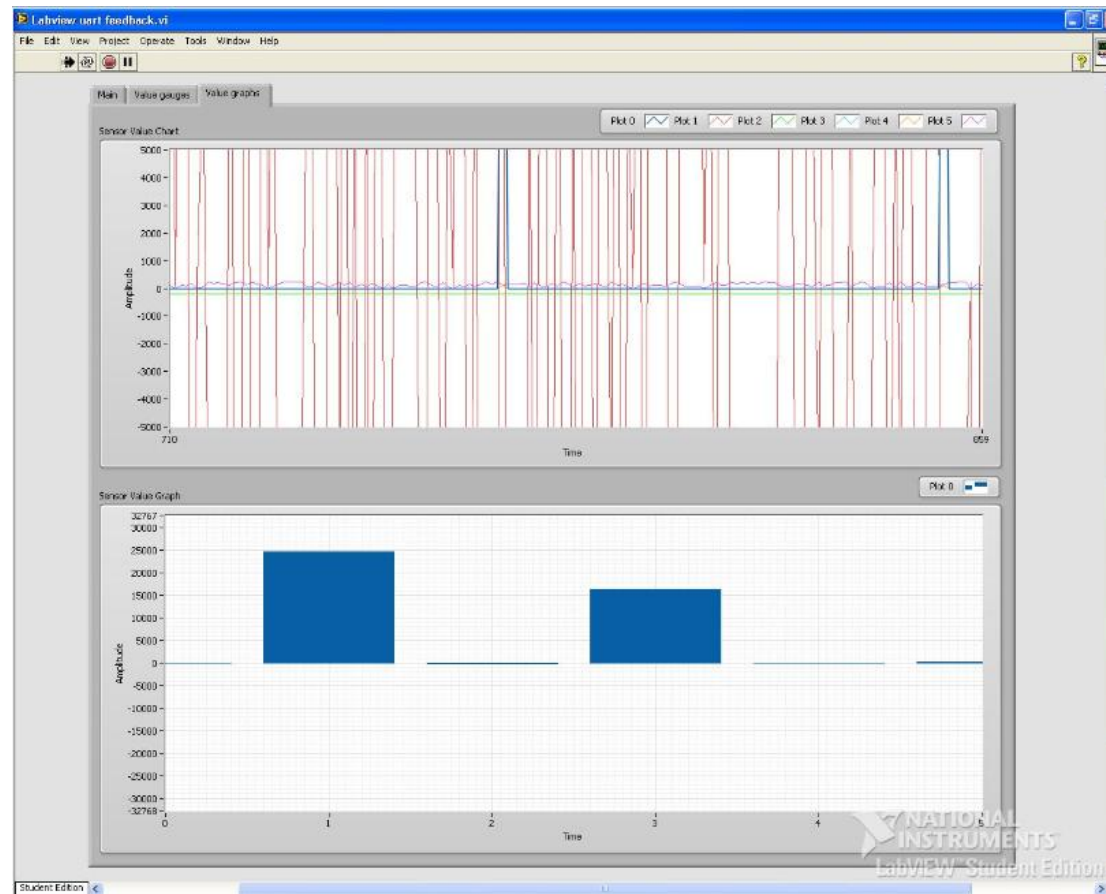 Labview uart feedback.vi
File Edit View Project Operate Tools Window Help
Main Value gauges Value graphs
Plot 0 Plot 1 Plot 2 Plot 3 Plot 4 Plot 5
Sensor Value Chart
5000
4000
3000
2000
1000
0
-1000
-2000
-3000
-4000
-5000
Amplitude
710 859
Time
Plot 0
Sensor Value Graph
32767
30000
25000
20000
15000
10000
5000
0
-5000
-10000
-15000
-20000
-25000
-30000
-32768
Amplitude
0 1 2 3 4 5
Time
NATIONAL
INSTRUMENTS
LabVIEW Student Edition
Student Edition